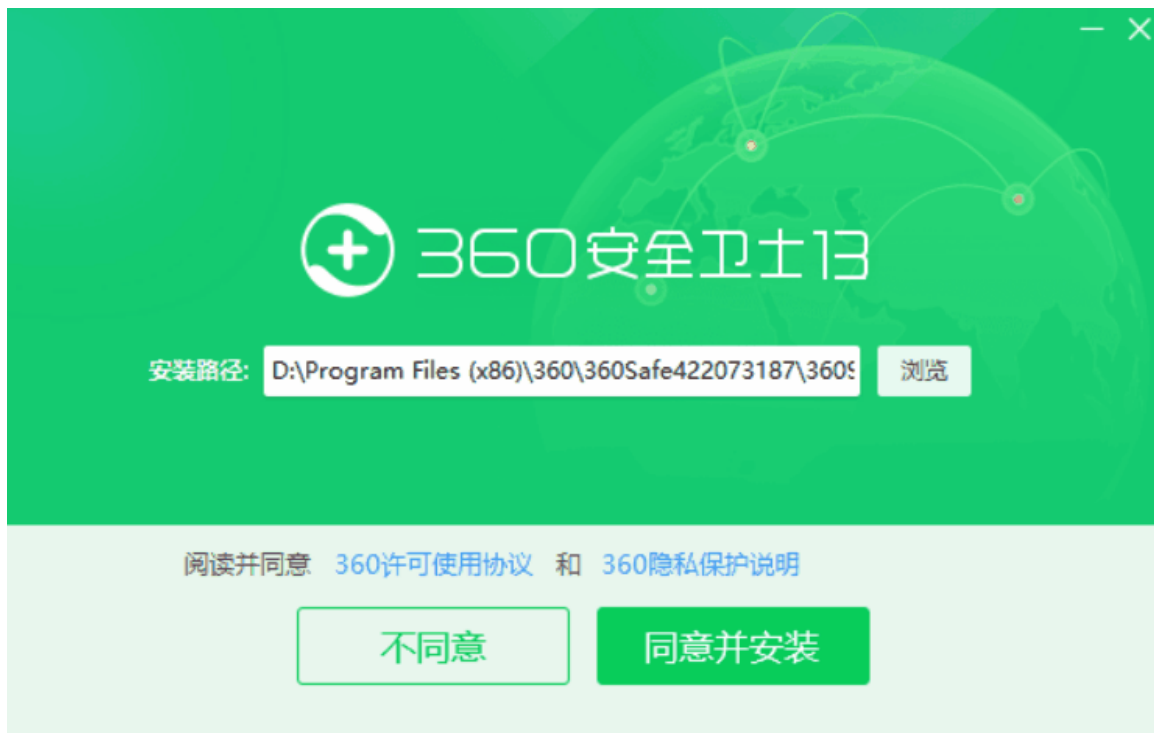 360安全卫士13
安装路径: D:\Program Files (x86)\360\360Safe422073187\360S 浏览
阅读并同意 360许可使用协议 和 360隐私保护说明
不同意 同意并安装